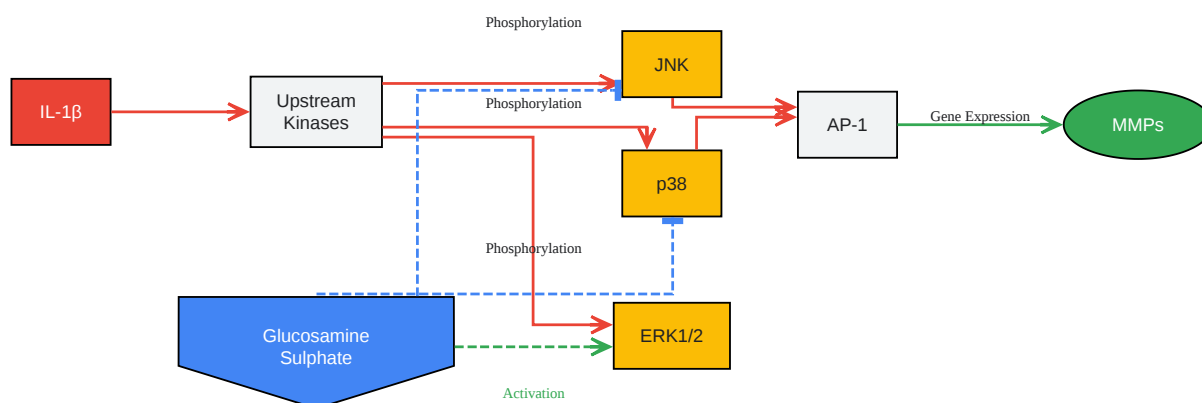 Phosphorylation
JNK
IL-1β
Upstream
Kinases
Phosphorylation
AP-1
Gene Expression
MMPs
p38
Phosphorylation
Glucosamine
Sulphate
ERK1/2
Activation